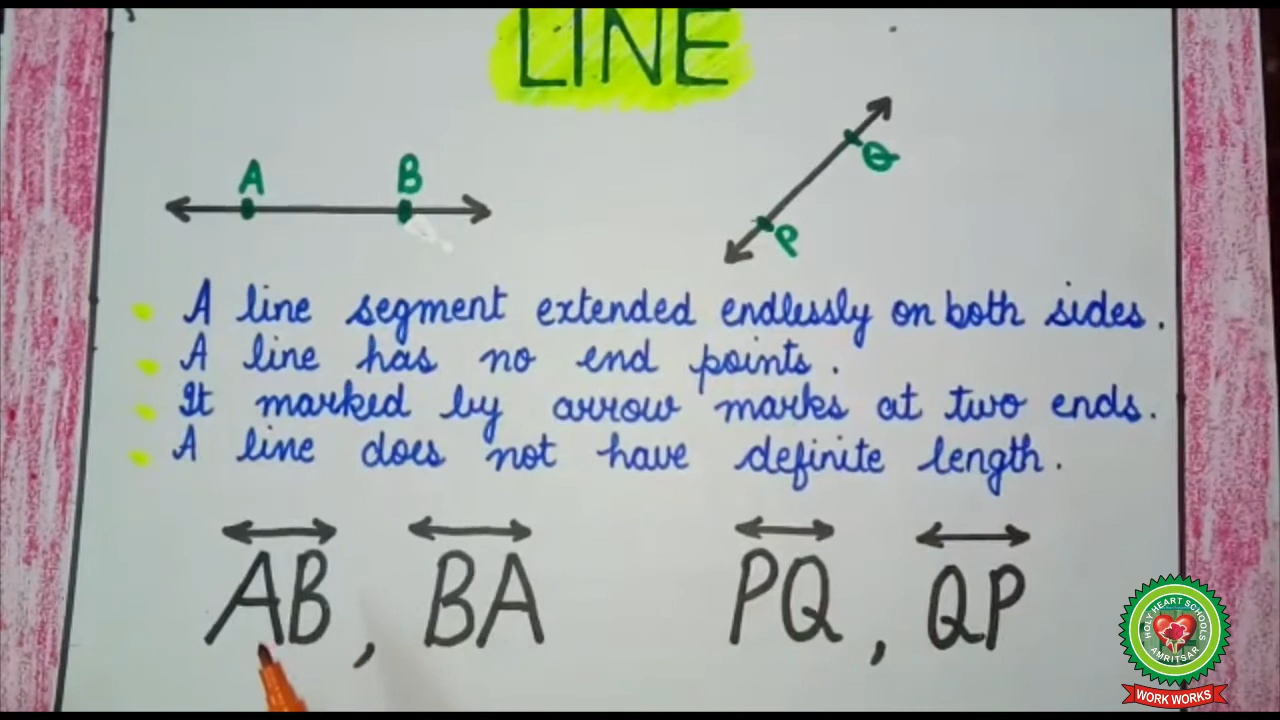 LINE
A B
Q
P
A line segment extended endlessly on both sides.
A line has no end points.
It marked by arrow marks at two ends.
A line does not have definite length.
AB, BA PQ, QP
HOLY HEART SCHOOLS
AMRITSAR
WORK WORKS